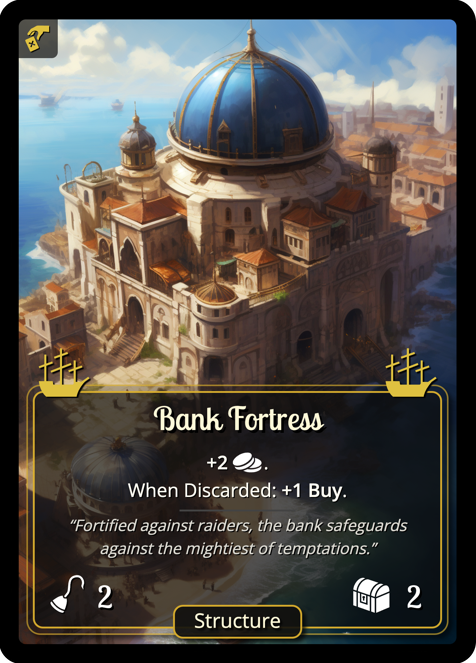 Bank Fortress
+2 .
When Discarded: +1 Buy.
“Fortified against raiders, the bank safeguards
against the mightiest of temptations.”
2 2
Structure